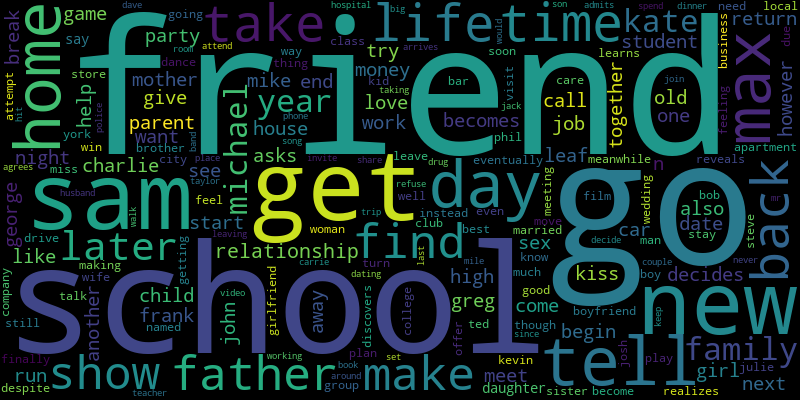 friend
school
go
get
sam
new
day
tell
home
max
life
time
kate
take
back
find
show
father
make
later
michael
family
year
game
break
say
going
party
mother
give
parent
want
night
help
mike
end
love
house
work
money
kid
try
student
learns
return
local
business
need
would
big
son
admits
spend
dinner
hospital
dave
room
attend
class
way
thing
dance
store
york
win
attempt
hit
brother
city
miss
charlie
george
see
asks
leave
drug
phone
song
jack
taking
soon
arrives
bar
visit
care
call
job
together
old
one
becomes
phil
join
feeling
due
however
apartment
reveals
meanwhile
leaf
n
eventually
meeting
wedding
film
bob
also
date
stay
steve
mr
man
car
move
married
sex
know
much
best
even
instead
club
trip
refuse
well
share
invite
place
police
band
taylor
feel
start
woman
walk
husband
agrees
drive
like
making
getting
relationship
turn
carrie
leaving
last
mile
dating
high
kiss
decide
couple
never
boy
decides
good
boyfriend
come
greg
ted
though
since
begin
offer
plan
discovers
college
away
girlfriend
video
john
child
named
frank
wife
talk
another
company
still
finally
run
despite
teacher
working
book
around
group
set
meet
daughter
kevin
sister
become
josh
play
keep
girl
julie
next
realizes